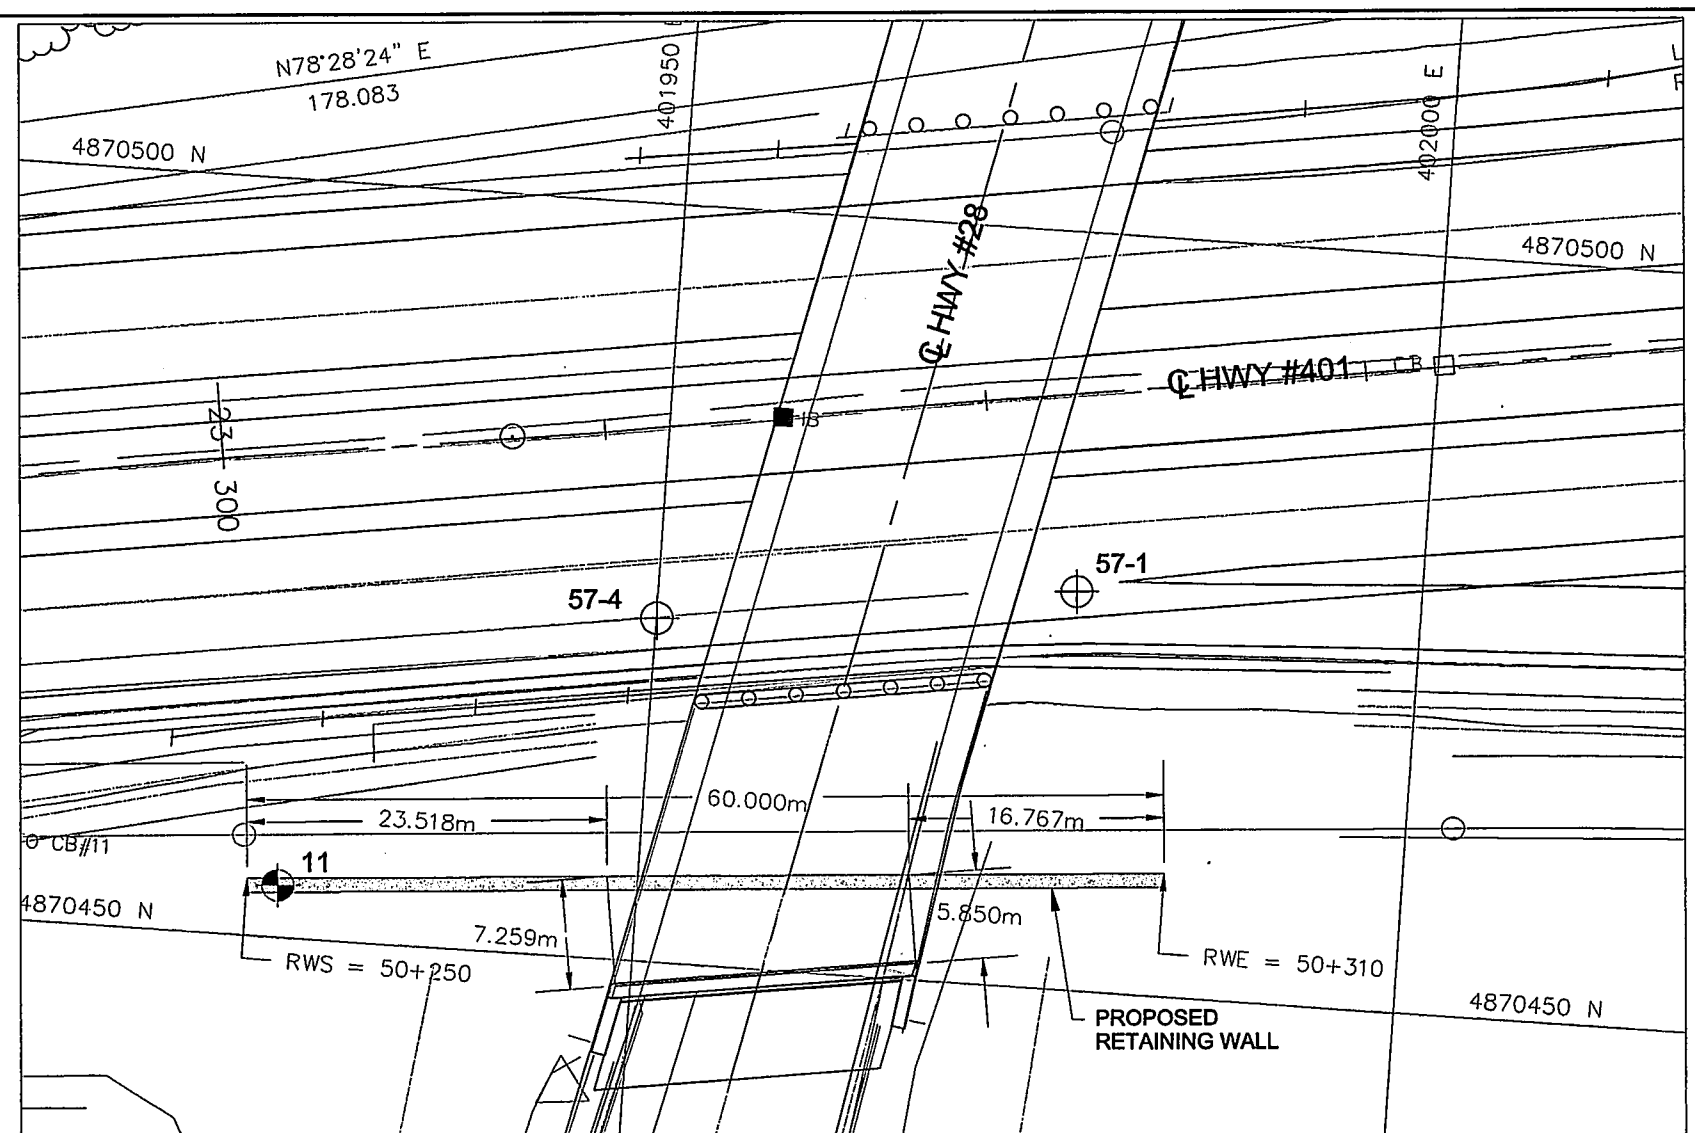 N78°28'24" E
178.083
401950
402000 E
4870500 N
4870500 N
℄ HWY #28
℄ HWY #401
CB
IB
23
300
57-1
57-4
60.000m
23.518m
16.767m
CB#11
11
4870450 N
7.259m
5.850m
RWS = 50+250
RWE = 50+310
4870450 N
PROPOSED
RETAINING WALL